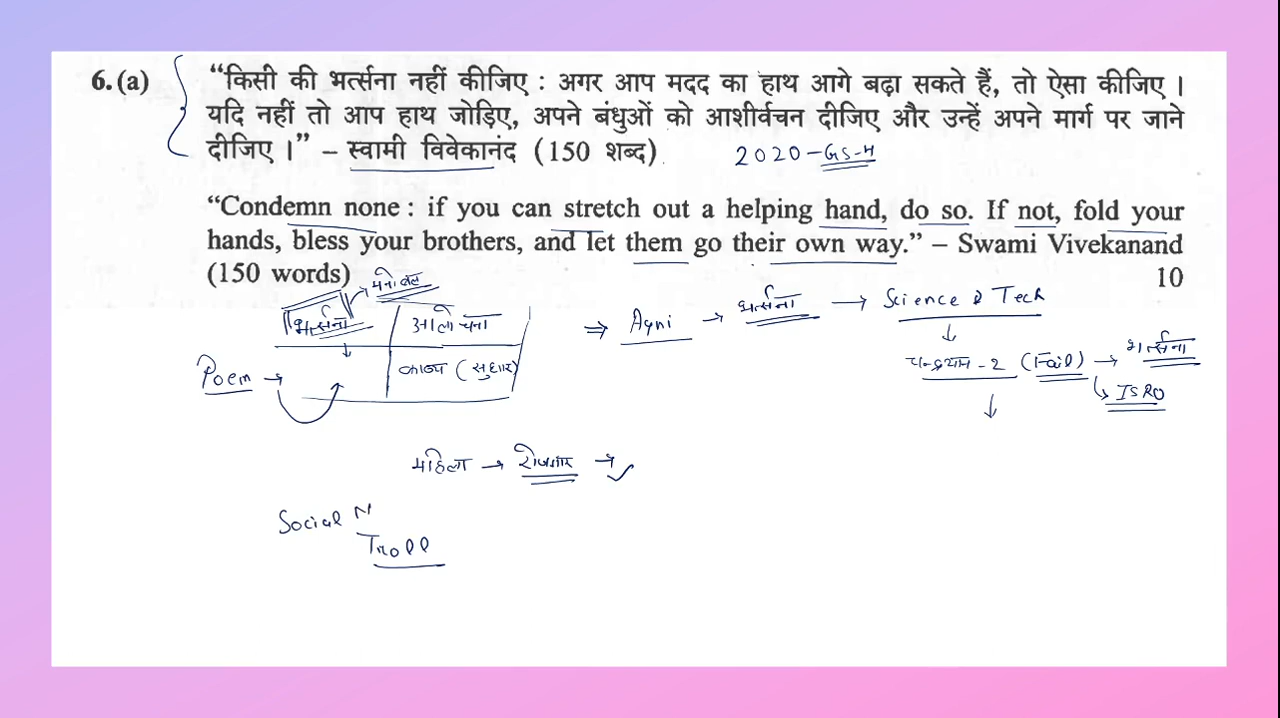 6.(a) “किसी की भर्त्सना नहीं कीजिए : अगर आप मदद का हाथ आगे बढ़ा सकते हैं, तो ऐसा कीजिए ।
यदि नहीं तो आप हाथ जोड़िए, अपने बंधुओं को आशीर्वचन दीजिए और उन्हें अपने मार्ग पर जाने
दीजिए ।” – स्वामी विवेकानंद (150 शब्द)
2020-GS-4
“Condemn none : if you can stretch out a helping hand, do so. If not, fold your
hands, bless your brothers, and let them go their own way.” – Swami Vivekanand
(150 words) 10
→ मनोबल
भर्त्सना आलोचना
⇒ Agni → भर्त्सना → Science & Tech
Poem → काव्य (सुधार)
चन्द्रयान-2 (Fail) → भर्त्सना
ISRO
महिला → रोजगार →
Social N
Troll